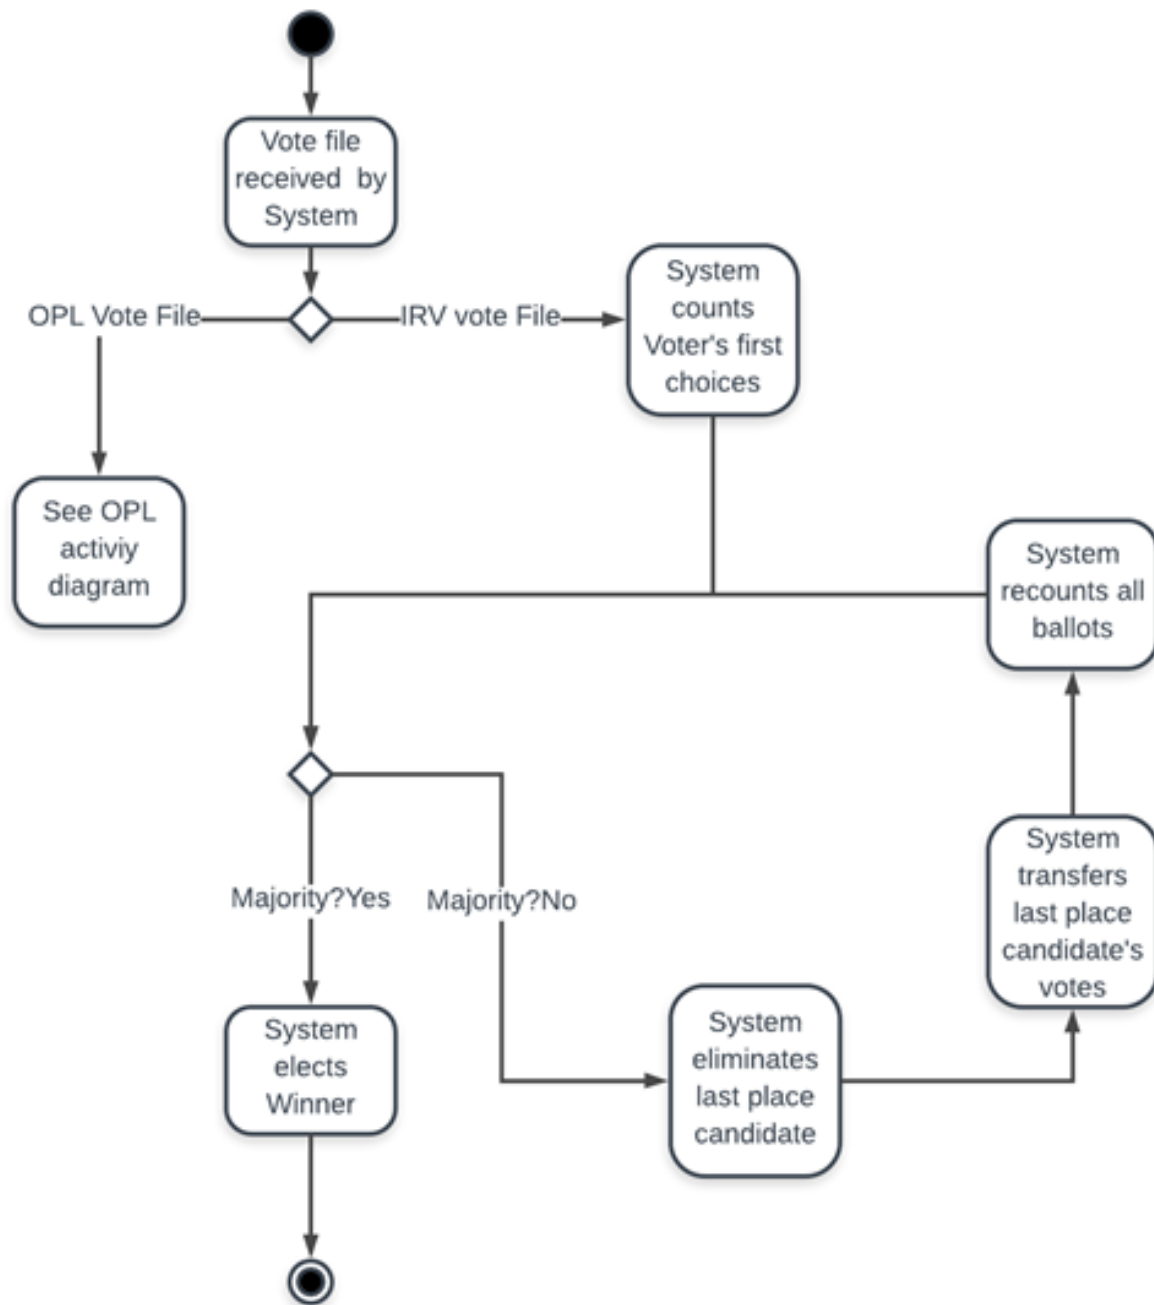 Vote file
received by
System
OPL Vote File
IRV vote File
System
counts
Voter's first
choices
See OPL
activiy
diagram
System
recounts all
ballots
System
transfers
last place
candidate's
votes
Majority?Yes
Majority?No
System
elects
Winner
System
eliminates
last place
candidate